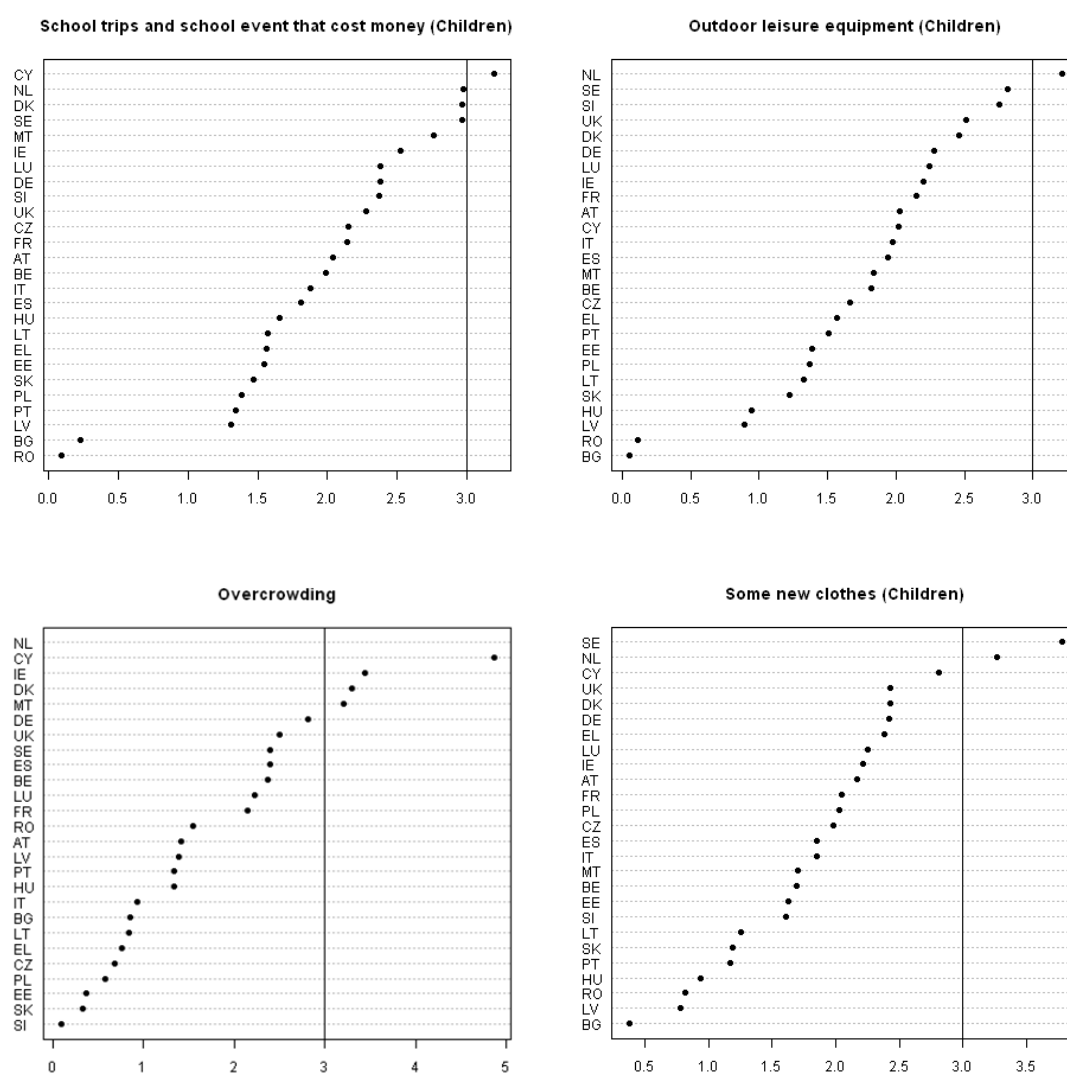 School trips and school event that cost money (Children)
CY
NL
DK
SE
MT
IE
LU
DE
SI
UK
CZ
FR
AT
BE
IT
ES
HU
LT
EL
EE
SK
PL
PT
LV
BG
RO
0.0 0.5 1.0 1.5 2.0 2.5 3.0
Outdoor leisure equipment (Children)
NL
SE
SI
UK
DK
DE
LU
IE
FR
AT
CY
IT
ES
MT
BE
CZ
EL
PT
EE
PL
LT
SK
HU
LV
RO
BG
0.0 0.5 1.0 1.5 2.0 2.5 3.0
Overcrowding
NL
CY
IE
DK
MT
DE
UK
SE
ES
BE
LU
FR
RO
AT
LV
PT
HU
IT
BG
LT
EL
CZ
PL
EE
SK
SI
0 1 2 3 4 5
Some new clothes (Children)
SE
NL
CY
UK
DK
DE
EL
LU
IE
AT
FR
PL
CZ
ES
IT
MT
BE
EE
SI
LT
SK
PT
HU
RO
LV
BG
0.5 1.0 1.5 2.0 2.5 3.0 3.5